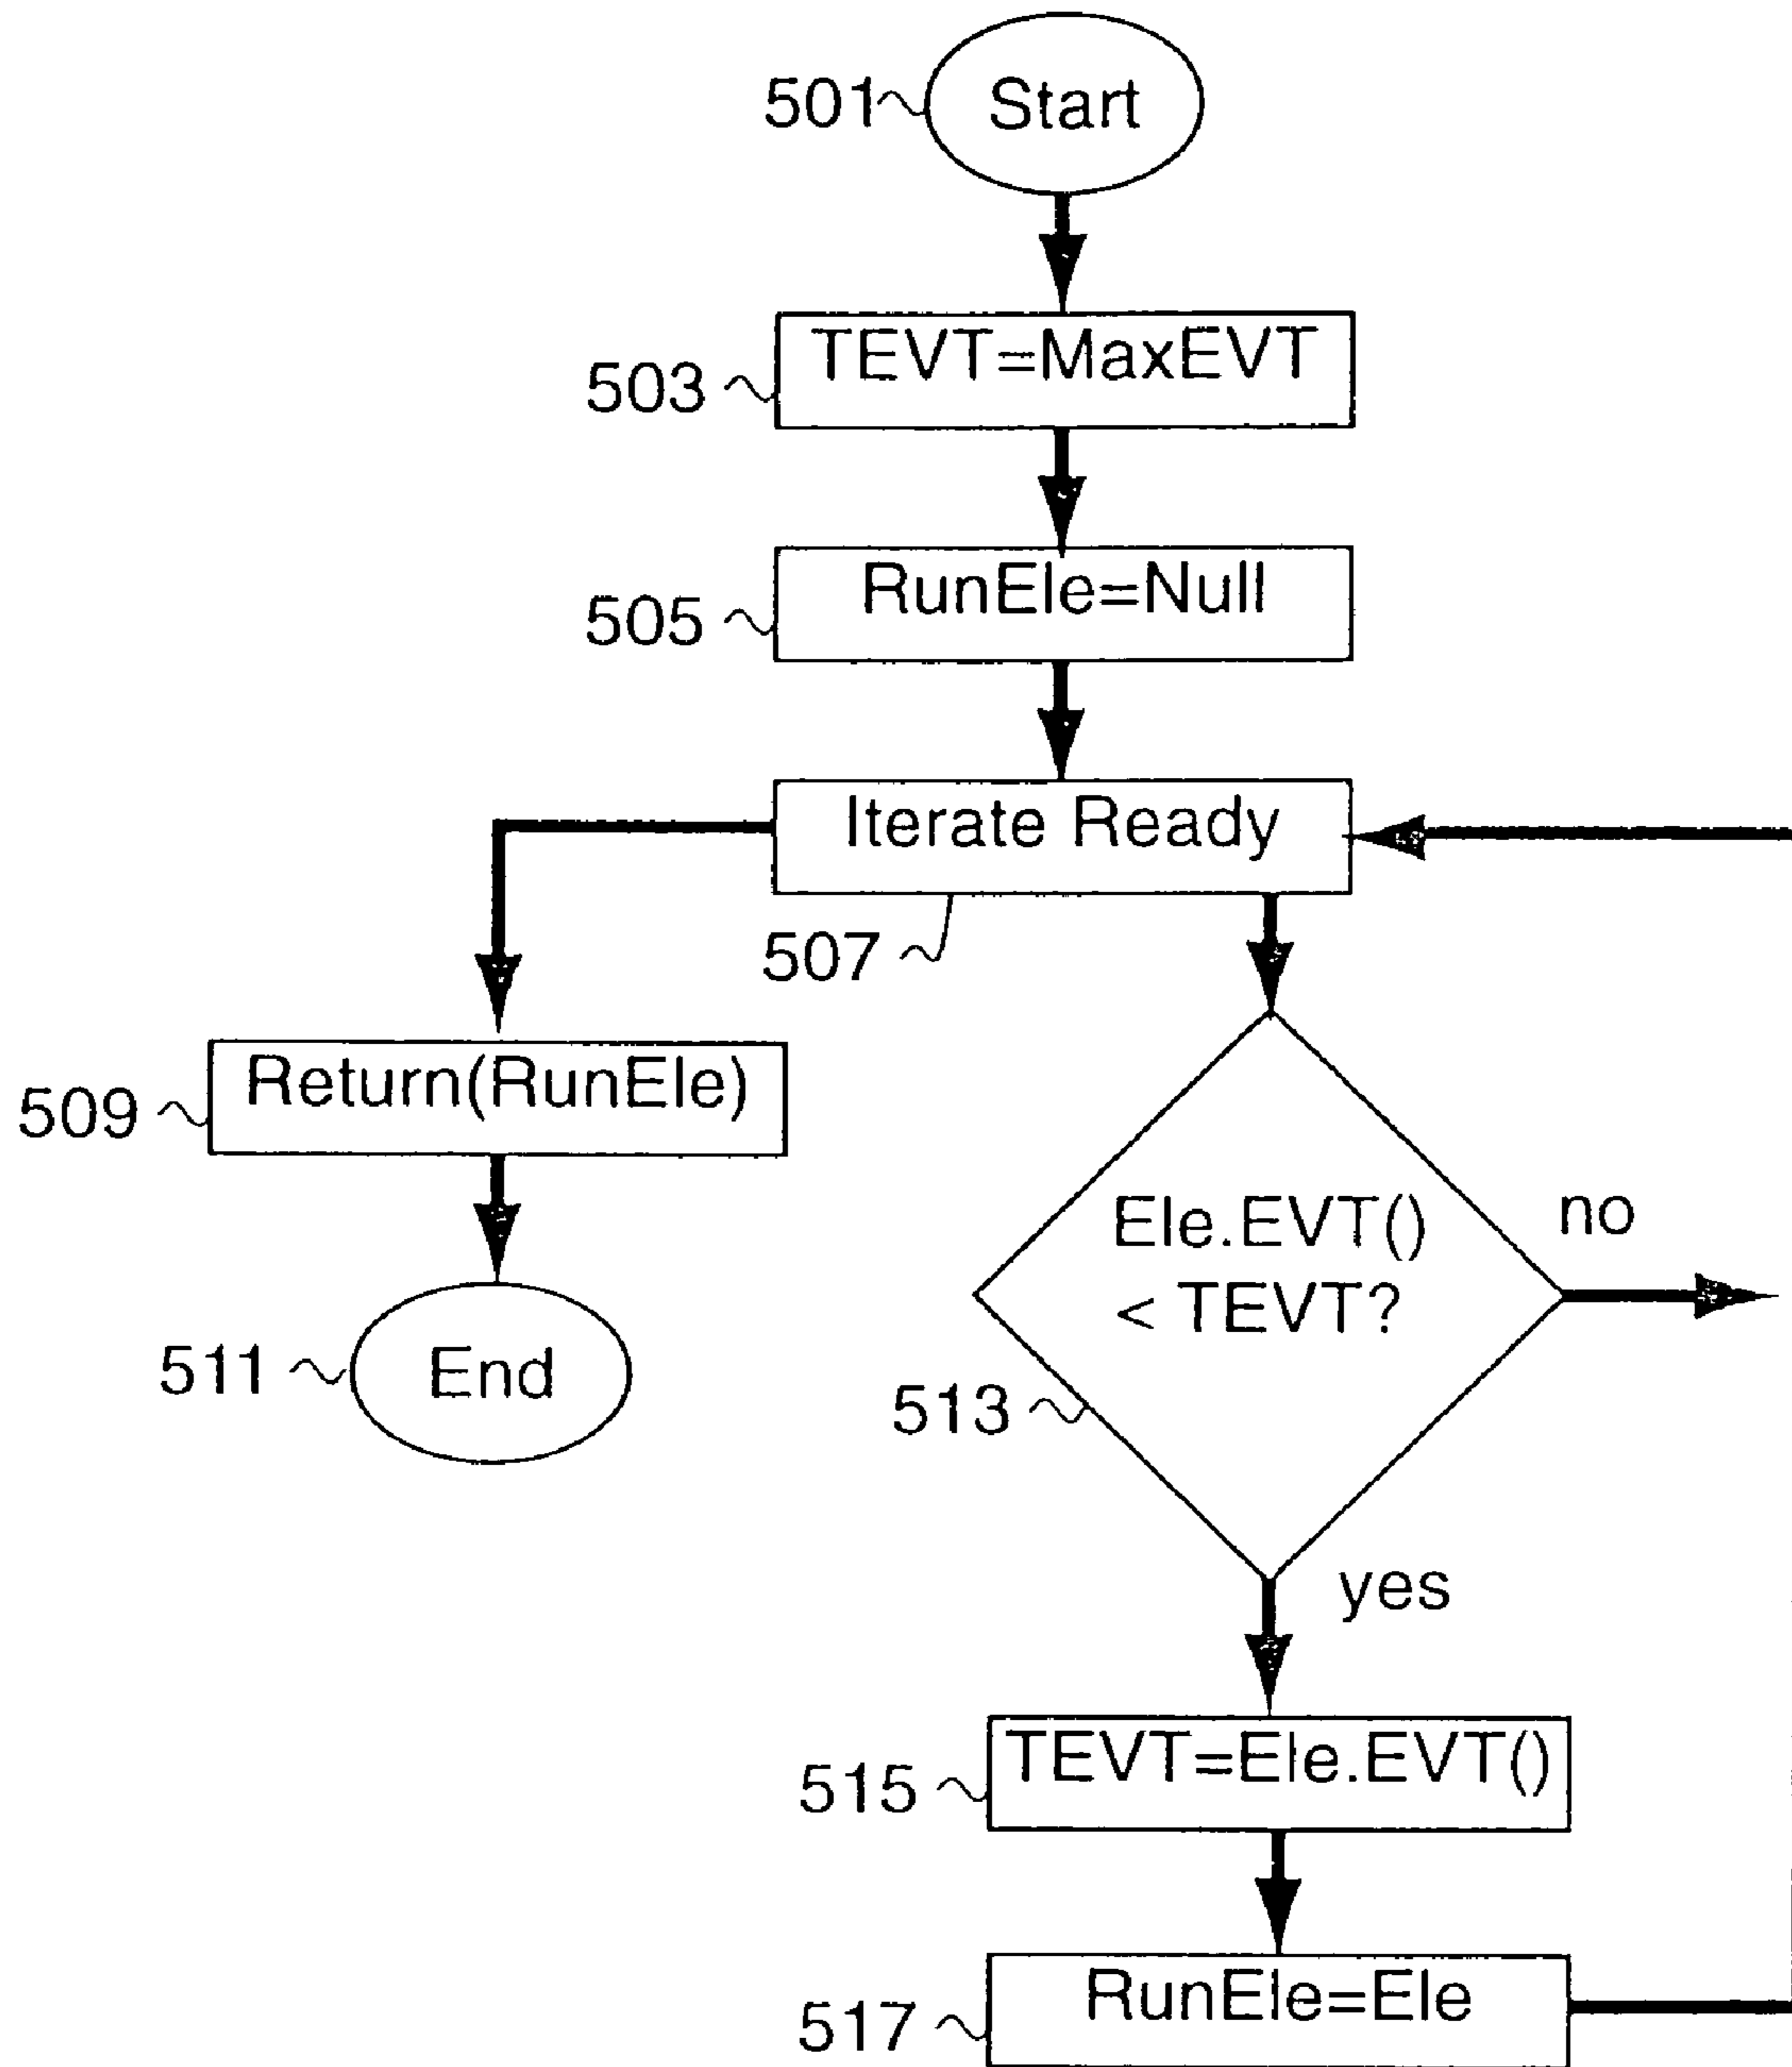 501
Start
503
TEVT=MaxEVT
505
RunEle=Null
Iterate Ready
507
509
Return(RunEle)
511
End
513
Ele.EVT()
< TEVT?
no
yes
515
TEVT=Ele.EVT()
517
RunEle=Ele